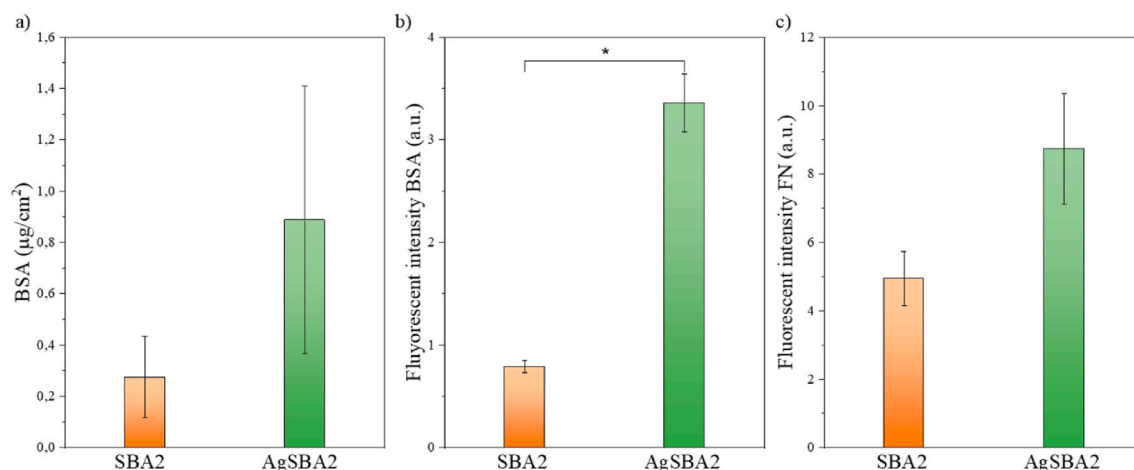 a)
BSA (µg/cm²)
1,6
1,4
1,2
1,0
0,8
0,6
0,4
0,2
0,0
SBA2
AgSBA2
b)
Fluyorescent intensity BSA (a.u.)
4
3
2
1
0
*
SBA2
AgSBA2
c)
Fluorescent intensity FN (a.u.)
12
10
8
6
4
2
0
SBA2
AgSBA2